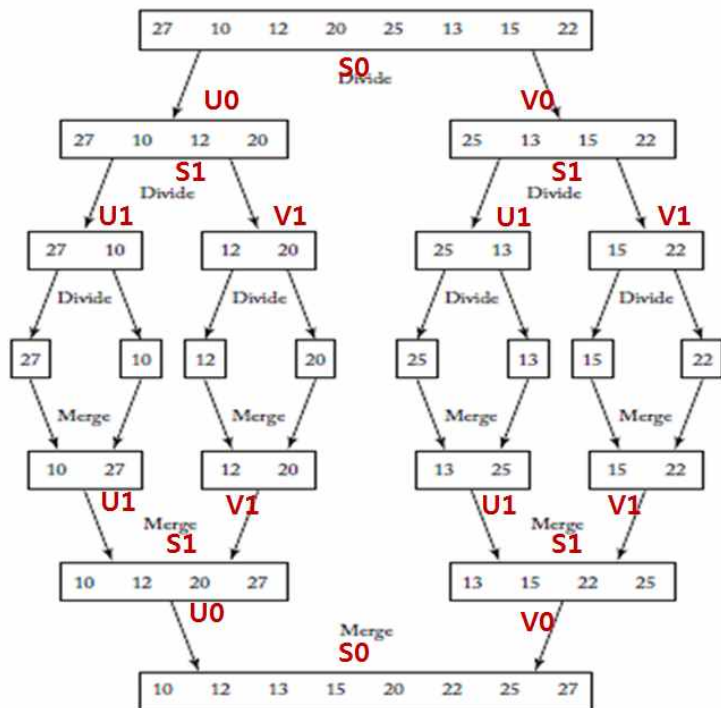 27 10 12 20 25 13 15 22
S0
Divide
U0 V0
27 10 12 20 25 13 15 22
S1 S1
Divide Divide
U1 V1 U1 V1
27 10 12 20 25 13 15 22
Divide Divide Divide Divide
27 10 12 20 25 13 15 22
Merge Merge Merge Merge
10 27 12 20 13 25 15 22
U1 V1 U1 V1
Merge Merge
S1 S1
10 12 20 27 13 15 22 25
U0 V0
Merge
S0
10 12 13 15 20 22 25 27